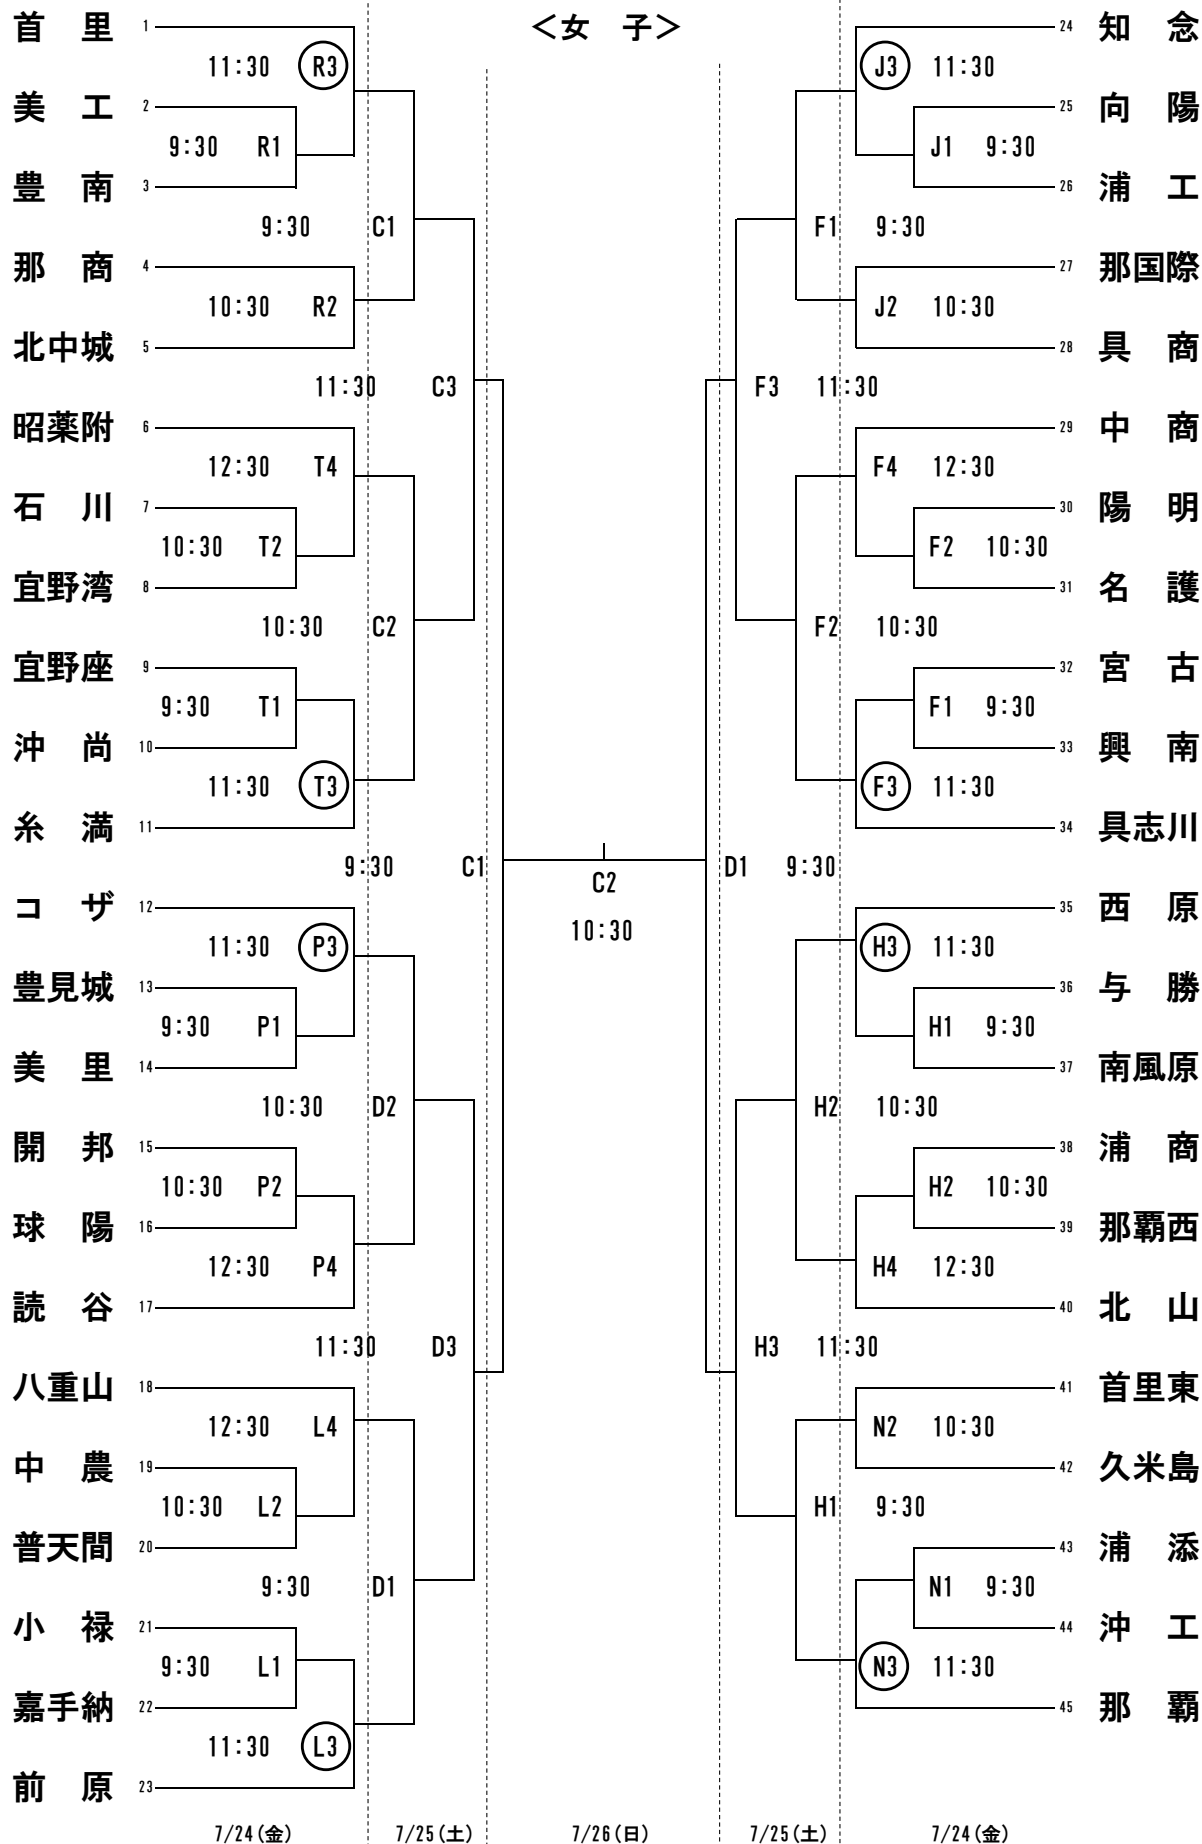 首 里 1 ＜女 子＞ 24 知 念
11:30 R3 J3 11:30
美 工 2 25 向 陽
9:30 R1 J1 9:30
豊 南 3 26 浦 工
9:30 C1 F1 9:30
那 商 4 27 那国際
10:30 R2 J2 10:30
北中城 5 28 具 商
11:30 C3 F3 11:30
昭薬附 6 29 中 商
12:30 T4 F4 12:30
石 川 7 30 陽 明
10:30 T2 F2 10:30
宜野湾 8 31 名 護
10:30 C2 F2 10:30
宜野座 9 32 宮 古
9:30 T1 F1 9:30
沖 尚 10 33 興 南
11:30 T3 F3 11:30
糸 満 11 34 具志川
9:30 C1 D1 9:30
C2
コ ザ 12 35 西 原
10:30
11:30 P3 H3 11:30
豊見城 13 36 与 勝
9:30 P1 H1 9:30
美 里 14 37 南風原
10:30 D2 H2 10:30
開 邦 15 38 浦 商
10:30 P2 H2 10:30
球 陽 16 39 那覇西
12:30 P4 H4 12:30
読 谷 17 40 北 山
11:30 D3 H3 11:30
八重山 18 41 首里東
12:30 L4 N2 10:30
中 農 19 42 久米島
10:30 L2 H1 9:30
普天間 20 43 浦 添
9:30 D1 N1 9:30
小 禄 21 44 沖 工
9:30 L1 N3 11:30
嘉手納 22 45 那 覇
11:30 L3
前 原 23
7/24(金) 7/25(土) 7/26(日) 7/25(土) 7/24(金)